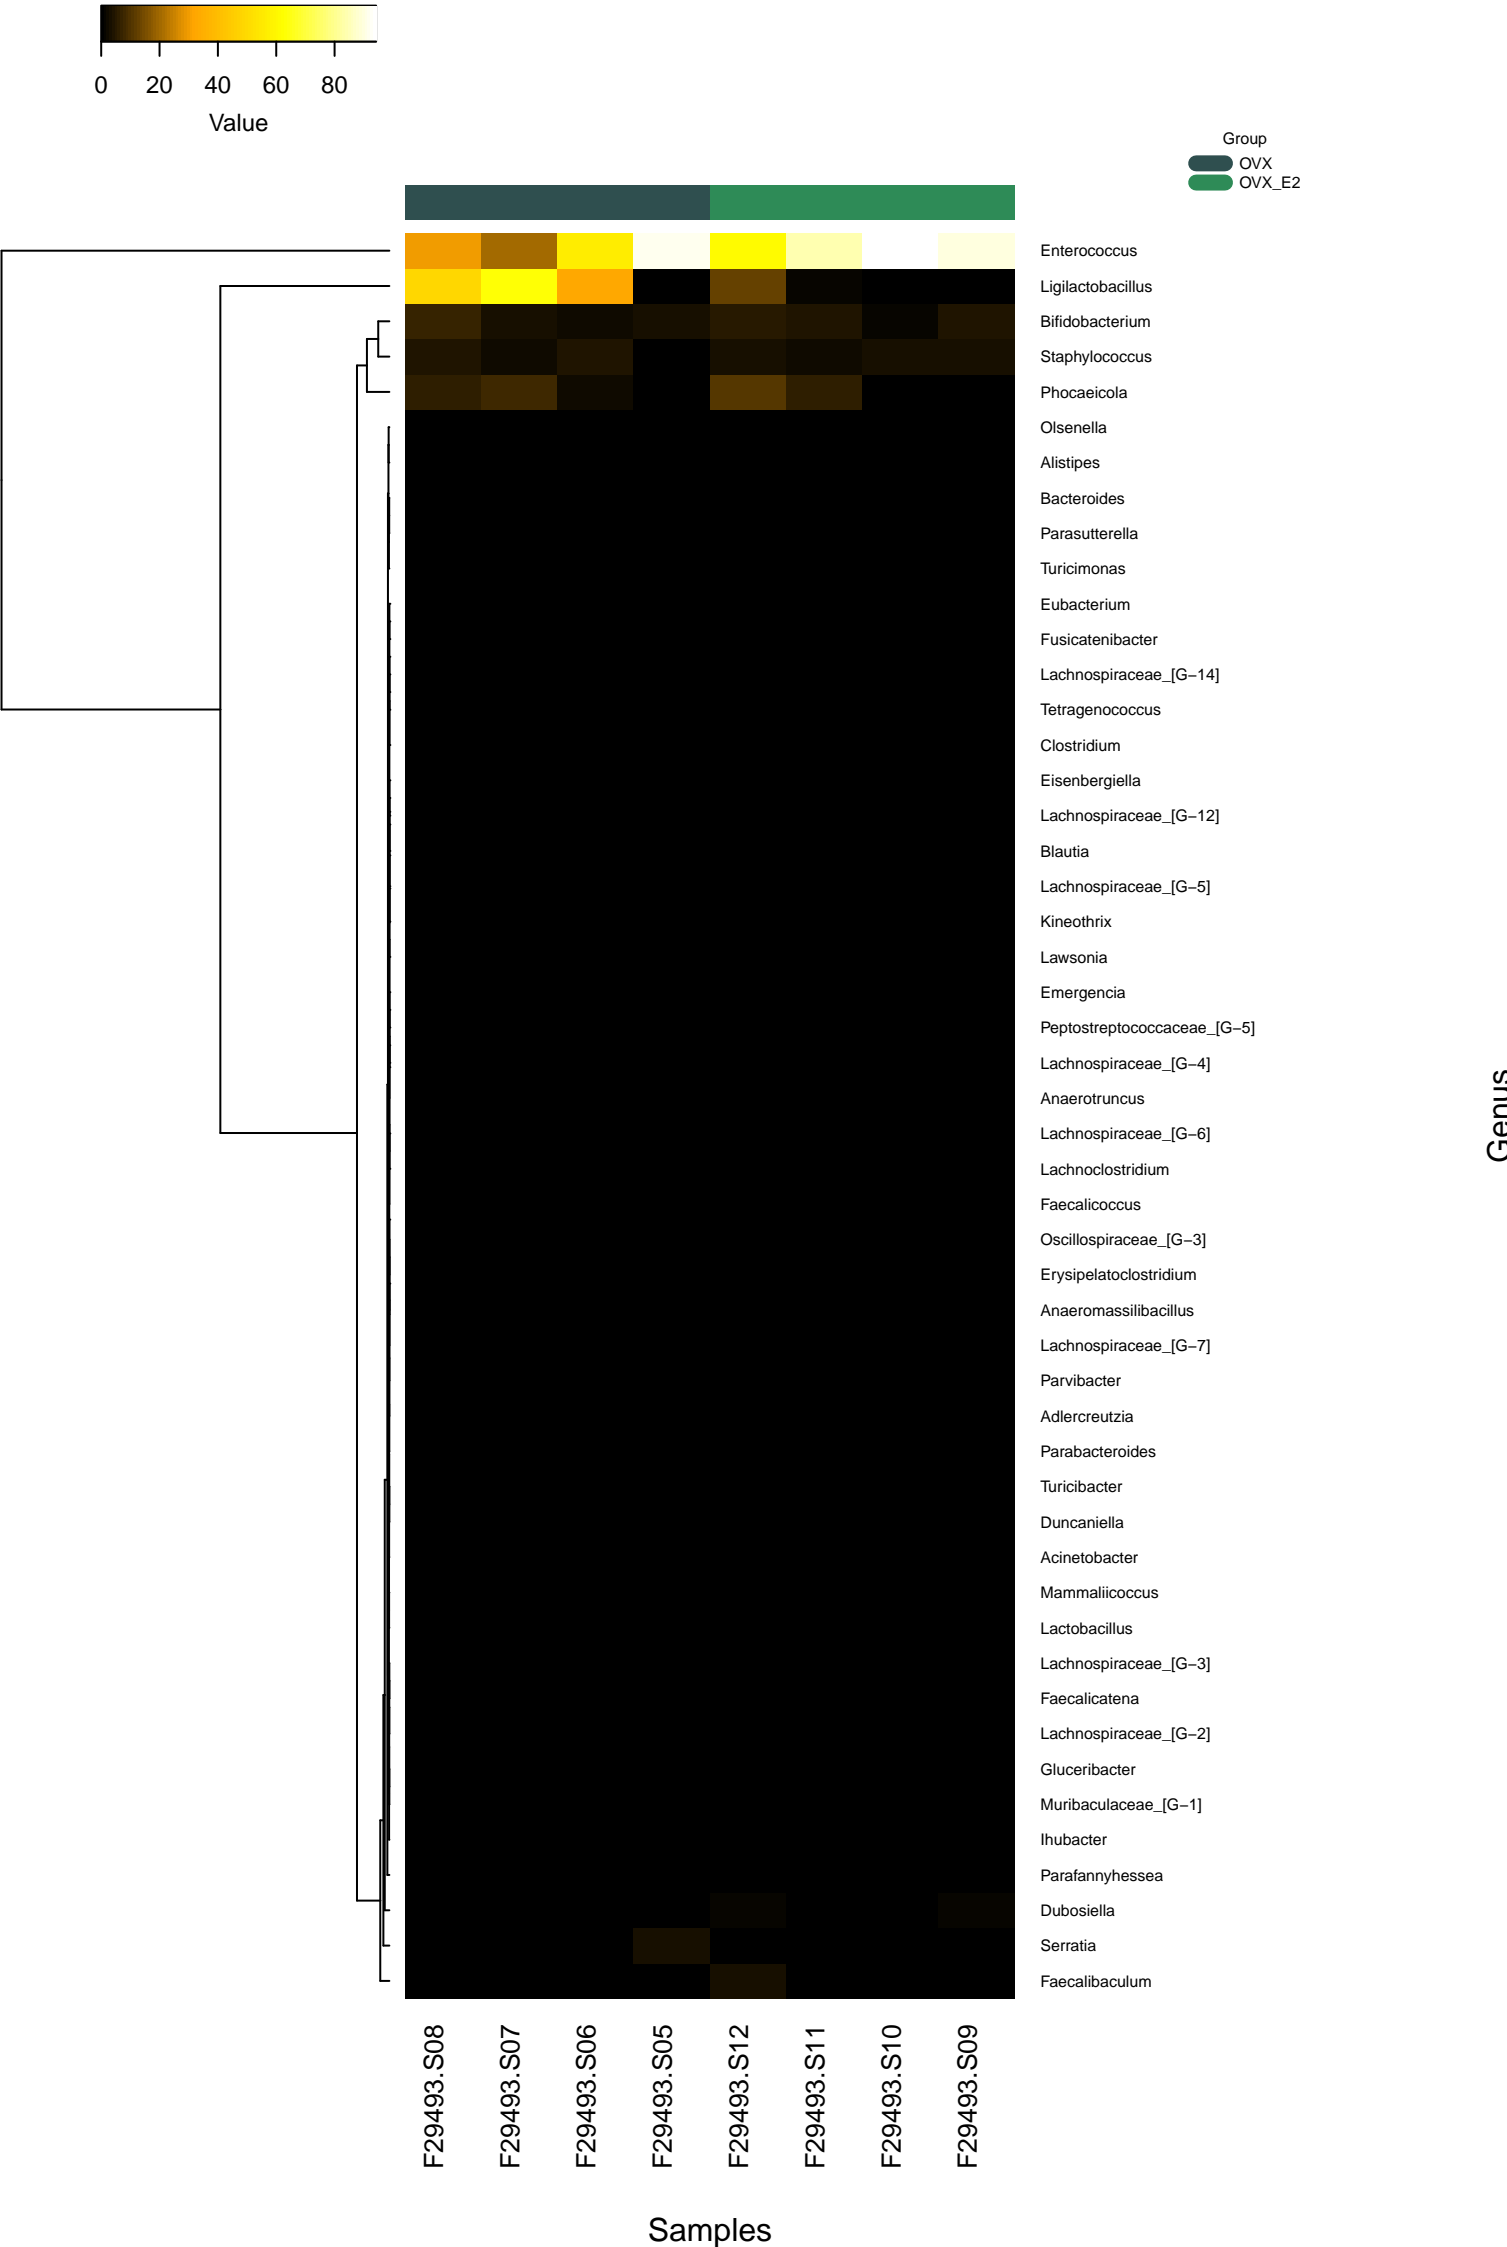 0 20 40 60 80
Value
Group
OVX
OVX_E2
Enterococcus
Ligilactobacillus
Bifidobacterium
Staphylococcus
Phocaeicola
Olsenella
Alistipes
Bacteroides
Parasutterella
Turicimonas
Eubacterium
Fusicatenibacter
Lachnospiraceae_[G−14]
Tetragenococcus
Clostridium
Eisenbergiella
Lachnospiraceae_[G−12]
Blautia
Lachnospiraceae_[G−5]
Kineothrix
Lawsonia
Emergencia
Peptostreptococcaceae_[G−5]
Lachnospiraceae_[G−4]
Anaerotruncus
Lachnospiraceae_[G−6]
Lachnoclostridium
Faecalicoccus
Oscillospiraceae_[G−3]
Erysipelatoclostridium
Anaeromassilibacillus
Lachnospiraceae_[G−7]
Parvibacter
Adlercreutzia
Parabacteroides
Turicibacter
Duncaniella
Acinetobacter
Mammaliicoccus
Lactobacillus
Lachnospiraceae_[G−3]
Faecalicatena
Lachnospiraceae_[G−2]
Gluceribacter
Muribaculaceae_[G−1]
Ihubacter
Parafannyhessea
Dubosiella
Serratia
Faecalibaculum
Genus
F29493.S08
F29493.S07
F29493.S06
F29493.S05
F29493.S12
F29493.S11
F29493.S10
F29493.S09
Samples